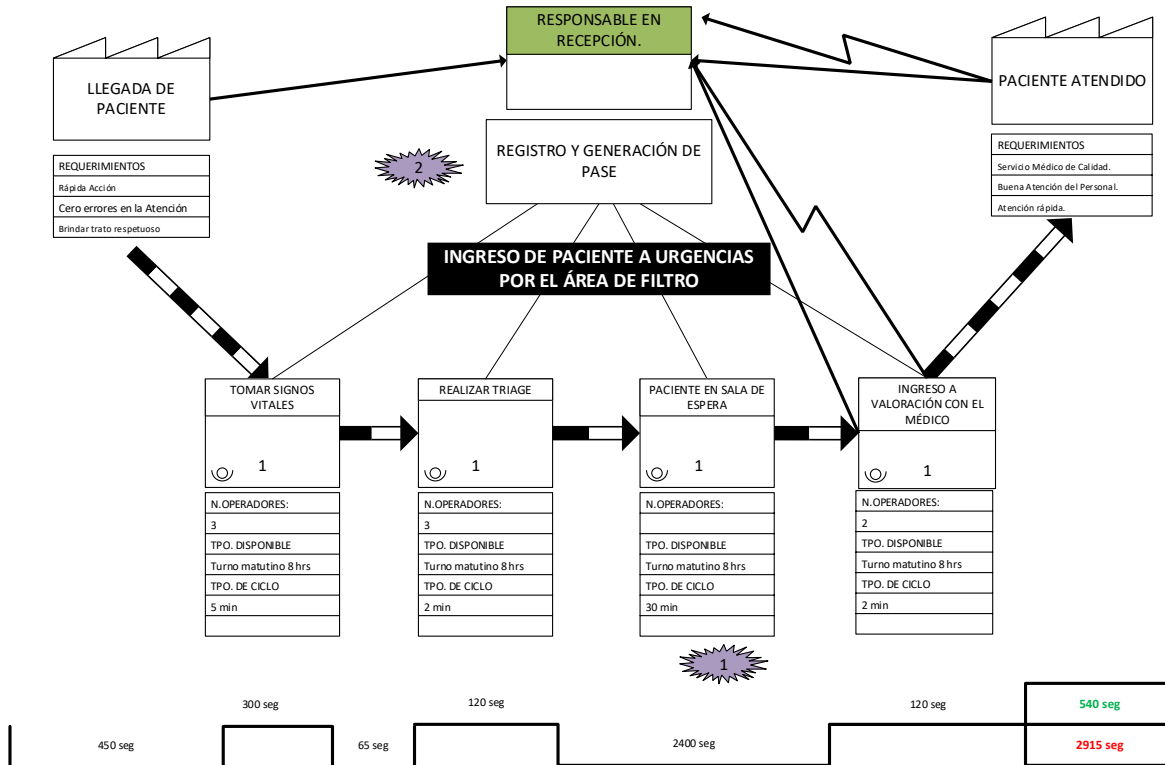 RESPONSABLE EN
RECEPCIÓN.
LLEGADA DE
PACIENTE
PACIENTE ATENDIDO
REGISTRO Y GENERACIÓN DE
PASE
2
REQUERIMIENTOS
Rápida Acción
Cero errores en la Atención
Brindar trato respetuoso
REQUERIMIENTOS
Servicio Médico de Calidad.
Buena Atención del Personal.
Atención rápida.
INGRESO DE PACIENTE A URGENCIAS
POR EL ÁREA DE FILTRO
TOMAR SIGNOS
VITALES
1
N.OPERADORES:
3
TPO. DISPONIBLE
Turno matutino 8 hrs
TPO. DE CICLO
5 min
REALIZAR TRIAGE
1
N.OPERADORES:
3
TPO. DISPONIBLE
Turno matutino 8 hrs
TPO. DE CICLO
2 min
PACIENTE EN SALA DE
ESPERA
1
N.OPERADORES:
TPO. DISPONIBLE
Turno matutino 8 hrs
TPO. DE CICLO
30 min
INGRESO A
VALORACIÓN CON EL
MÉDICO
1
N.OPERADORES:
2
TPO. DISPONIBLE
Turno matutino 8 hrs
TPO. DE CICLO
2 min
1
300 seg
120 seg
120 seg
540 seg
450 seg
65 seg
2400 seg
2915 seg